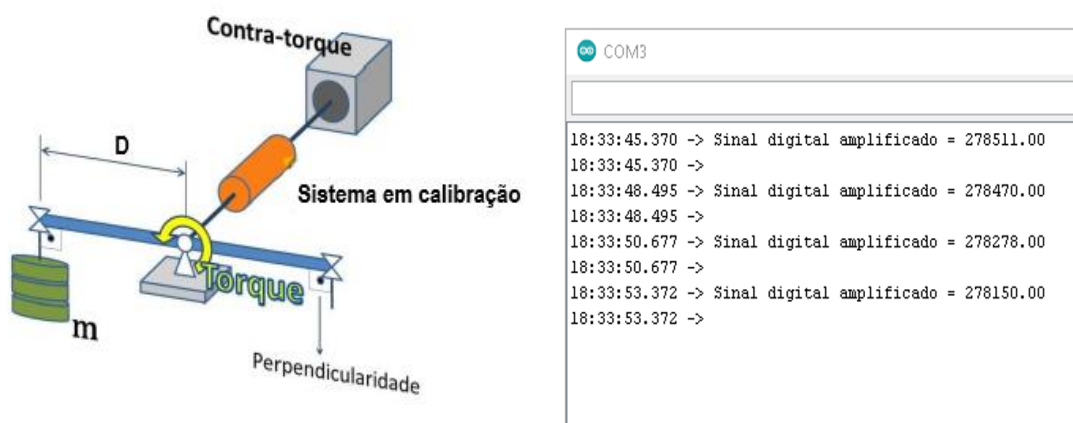 Contra-torque
D
Sistema em calibração
Torque
m
Perpendicularidade
COM3
18:33:45.370 -> Sinal digital amplificado = 278511.00
18:33:45.370 ->
18:33:48.495 -> Sinal digital amplificado = 278470.00
18:33:48.495 ->
18:33:50.677 -> Sinal digital amplificado = 278278.00
18:33:50.677 ->
18:33:53.372 -> Sinal digital amplificado = 278150.00
18:33:53.372 ->